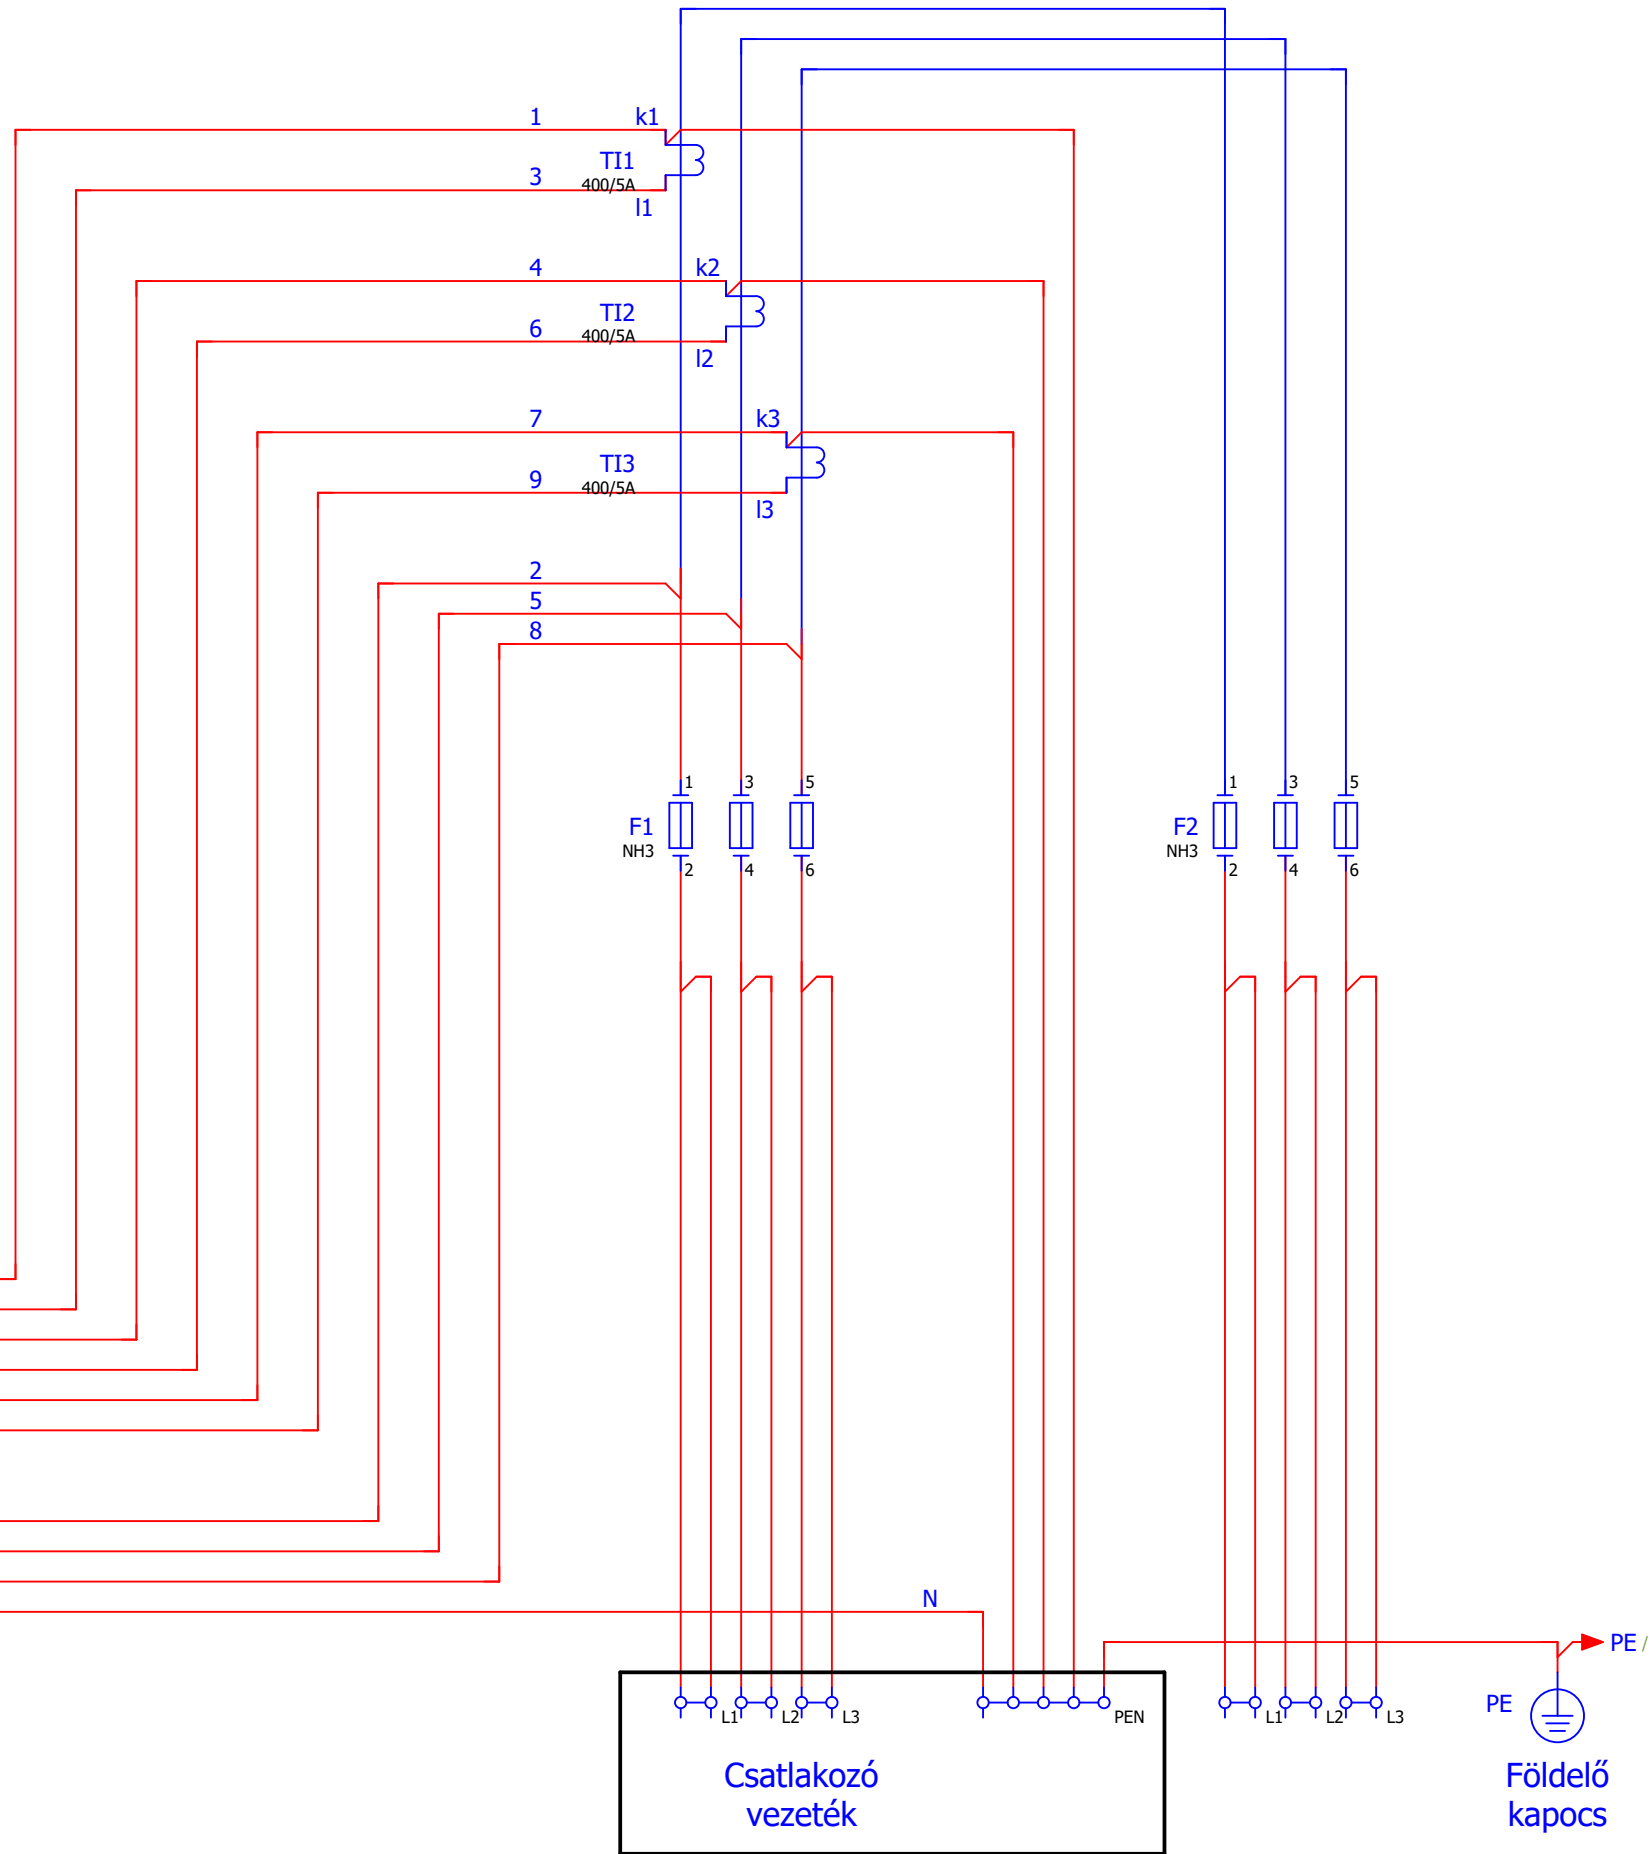 1 k1
TI1
3 400/5A
l1
4 k2
TI2
6 400/5A
l2
7 k3
TI3
9 400/5A
l3
2
5
8
1 3 5 1 3 5
F1 F2
NH3 NH3
2 4 6 2 4 6
N
PE /
PE
L1 L2 L3 PEN L1 L2 L3
Csatlakozó
vezeték
Földelő
kapocs